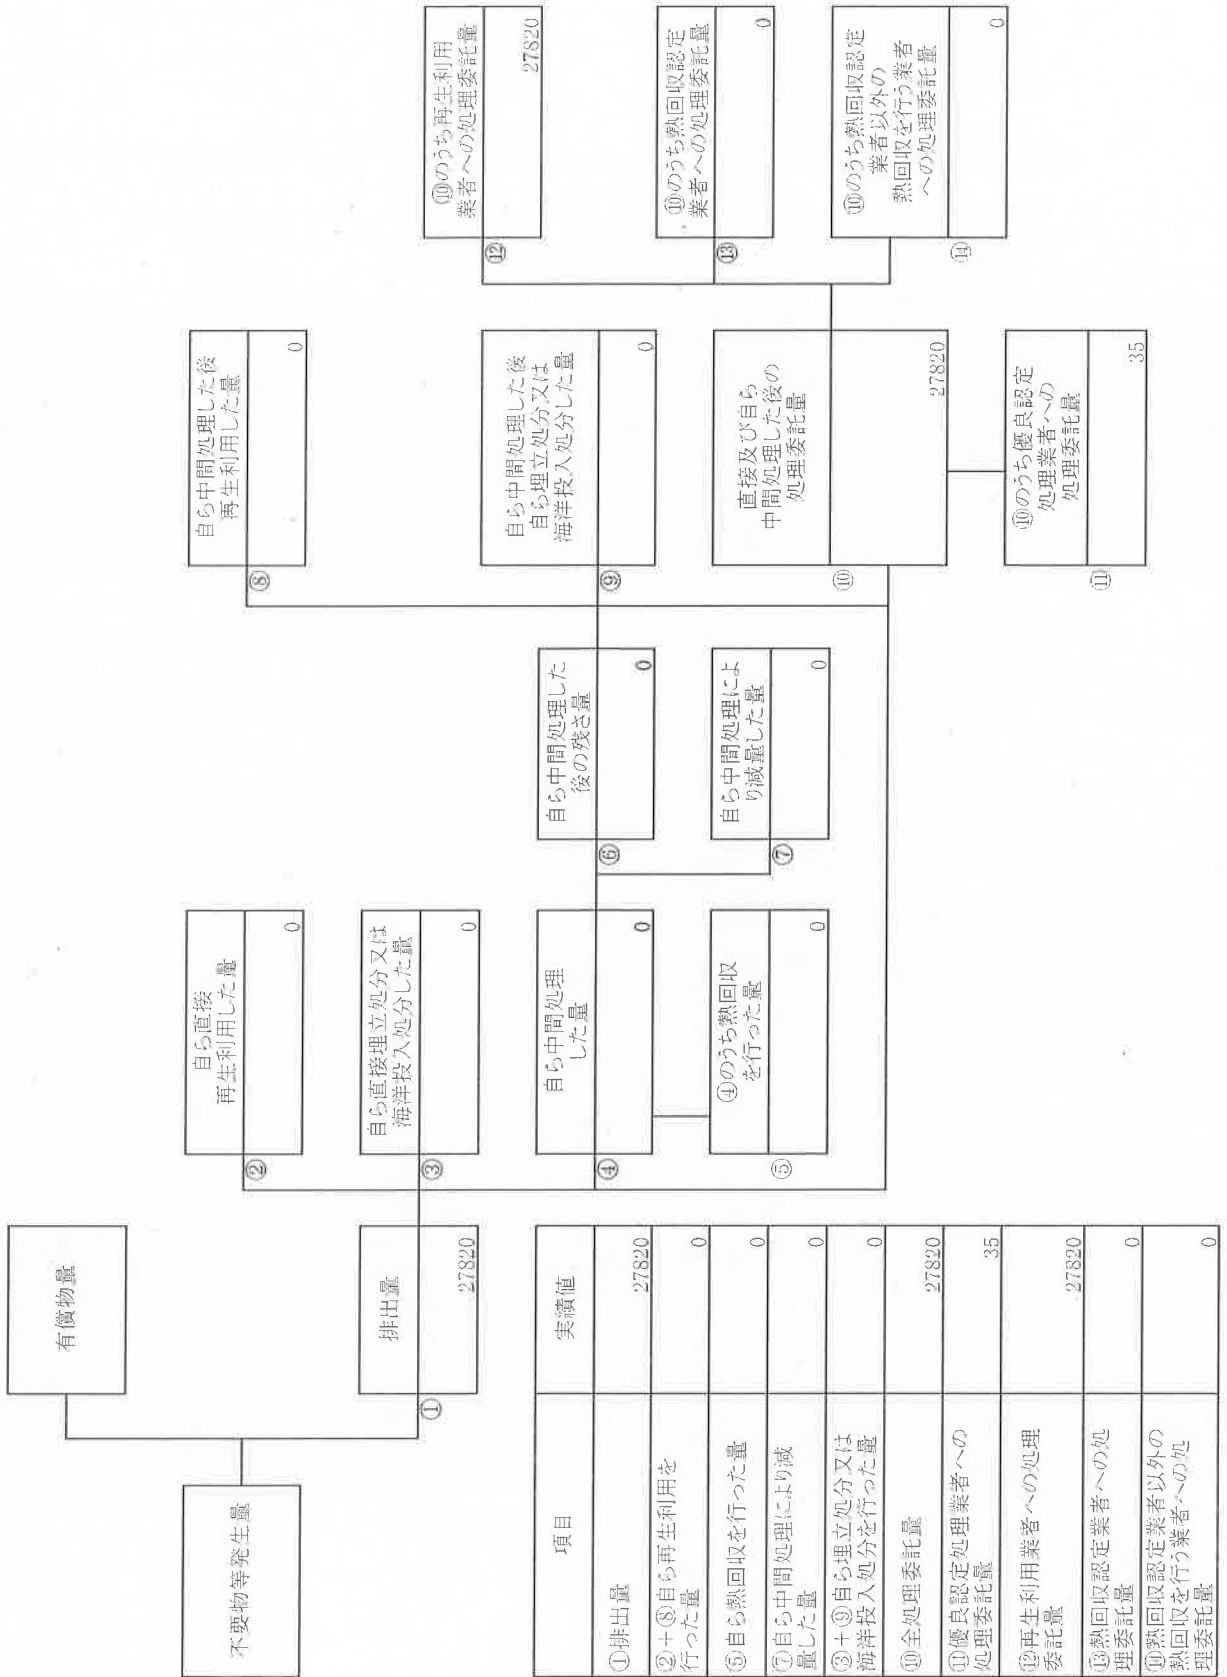 有償物量
不要物等発生量
①
排出量
27820
②
自ら直接
再生利用した量
0
③
自ら直接埋立処分又は
海洋投入処分した量
0
④
自ら中間処理
した量
0
⑤
④のうち熱回収
を行った量
0
⑥
自ら中間処理した
後の残さ量
0
⑦
自ら中間処理によ
り減量した量
0
⑧
自ら中間処理した後
再生利用した量
0
⑨
自ら中間処理した後
自ら埋立処分又は
海洋投入処分した量
0
⑩
直接及び自ら
中間処理した後の
処理委託量
27820
⑪
⑩のうち優良認定
処理業者への
処理委託量
35
⑫
⑩のうち再生利用
業者への処理委託量
27820
⑬
⑩のうち熱回収認定
業者への処理委託量
0
⑭
⑩のうち熱回収認定
業者以外の
熱回収を行う業者
への処理委託量
0
項目
実績値
①排出量
27820
②+⑧自ら再生利用を
行った量
0
⑤自ら熱回収を行った量
0
⑦自ら中間処理により減
量した量
0
③+⑨自ら埋立処分又は
海洋投入処分を行った量
0
⑩全処理委託量
27820
⑪優良認定処理業者への
処理委託量
35
⑫再生利用業者への処理
委託量
27820
⑬熱回収認定業者への処
理委託量
0
⑭熱回収認定業者以外の
熱回収を行う業者への処
理委託量
0